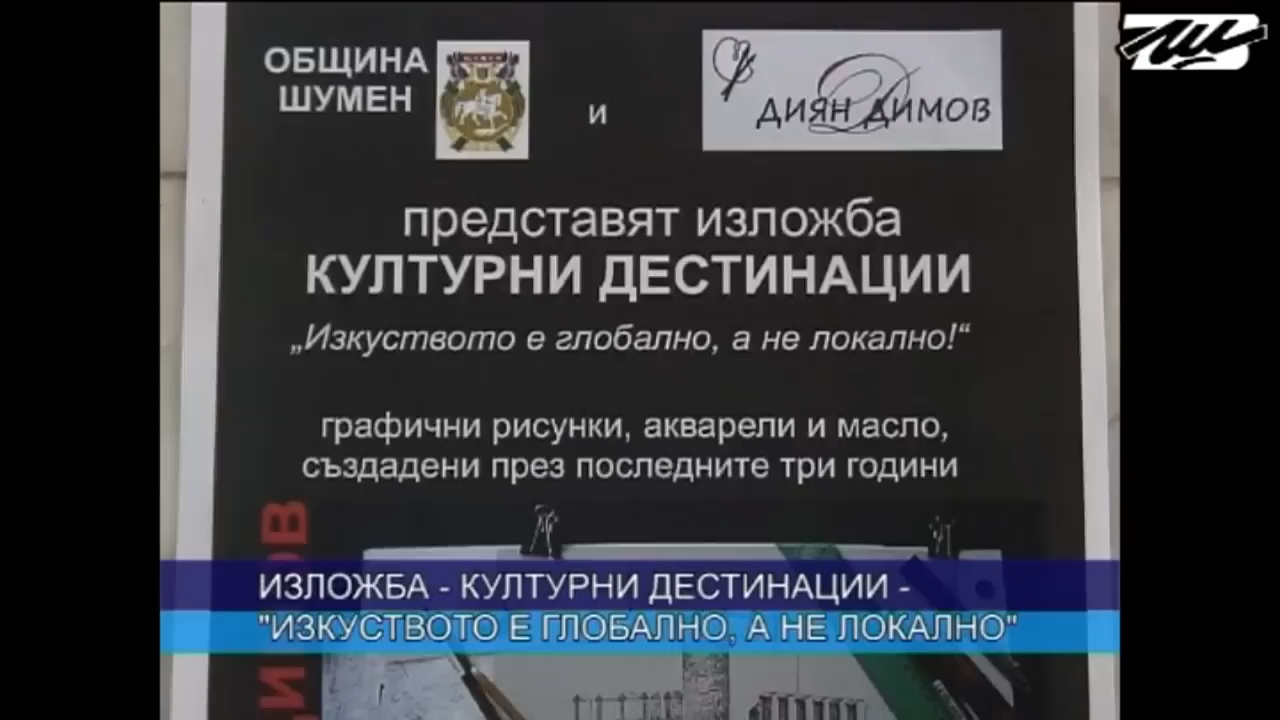 ОБЩИНА
ШУМЕН
и
ДИЯН ДИМОВ
представят изложба
КУЛТУРНИ ДЕСТИНАЦИИ
„Изкуството е глобално, а не локално!“
графични рисунки, акварели и масло,
създадени през последните три години
ИЗЛОЖБА - КУЛТУРНИ ДЕСТИНАЦИИ -
"ИЗКУСТВОТО Е ГЛОБАЛНО, А НЕ ЛОКАЛНО"